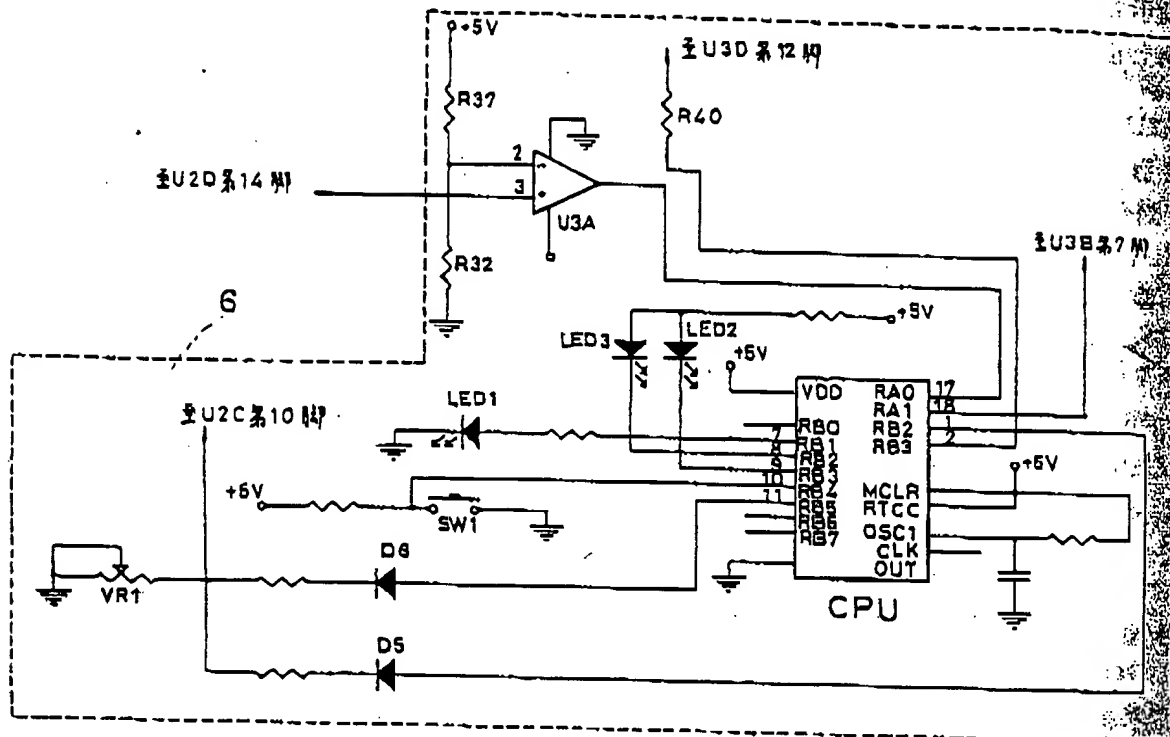 +5V
至U3D第12脚
R37
R40
2
至U2D第14脚
3
U3A
至U3B第7脚
R32
6
+5V
LED3
LED2
+5V
VDD
RA0
17
RA1
18
LED1
RB0
RB2
1
至U2C第10脚
7
RB1
RB3
2
8
RB2
9
RB3
+5V
10
RB4
MCLR
+5V
11
RB5
RTCC
SW1
RB6
OSC1
RB7
CLK
D6
OUT
VR1
CPU
D5